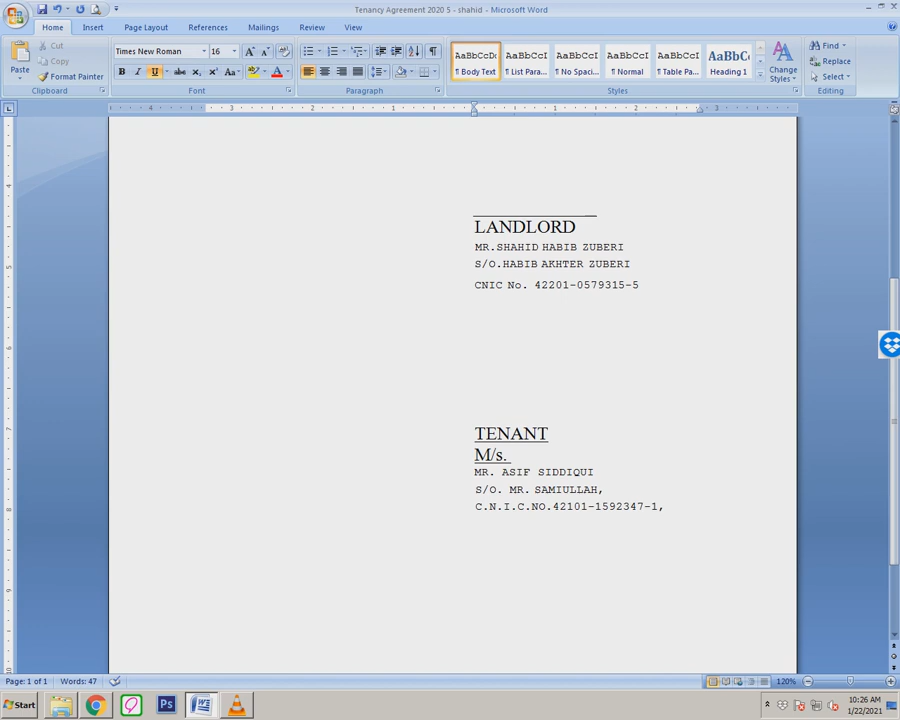 Tenancy Agreement 2020 5 - shahid - Microsoft Word
Home Insert Page Layout References Mailings Review View
Paste
Cut
Copy
Format Painter
Clipboard
Times New Roman 16
Font
Paragraph
AaBbCcDc AaBbCcI AaBbCcI AaBbCcI AaBbCcI AaBbC
¶ Body Text ¶ List Para... ¶ No Spaci... ¶ Normal ¶ Table Pa... Heading 1
Change Styles
Styles
Find
Replace
Select
Editing
LANDLORD
MR.SHAHID HABIB ZUBERI
S/O.HABIB AKHTER ZUBERI
CNIC No. 42201-0579315-5
TENANT
M/s.
MR. ASIF SIDDIQUI
S/O. MR. SAMIULLAH,
C.N.I.C.NO.42101-1592347-1,
Page: 1 of 1 Words: 47 120%
Start Ps 10:26 AM
1/22/2021